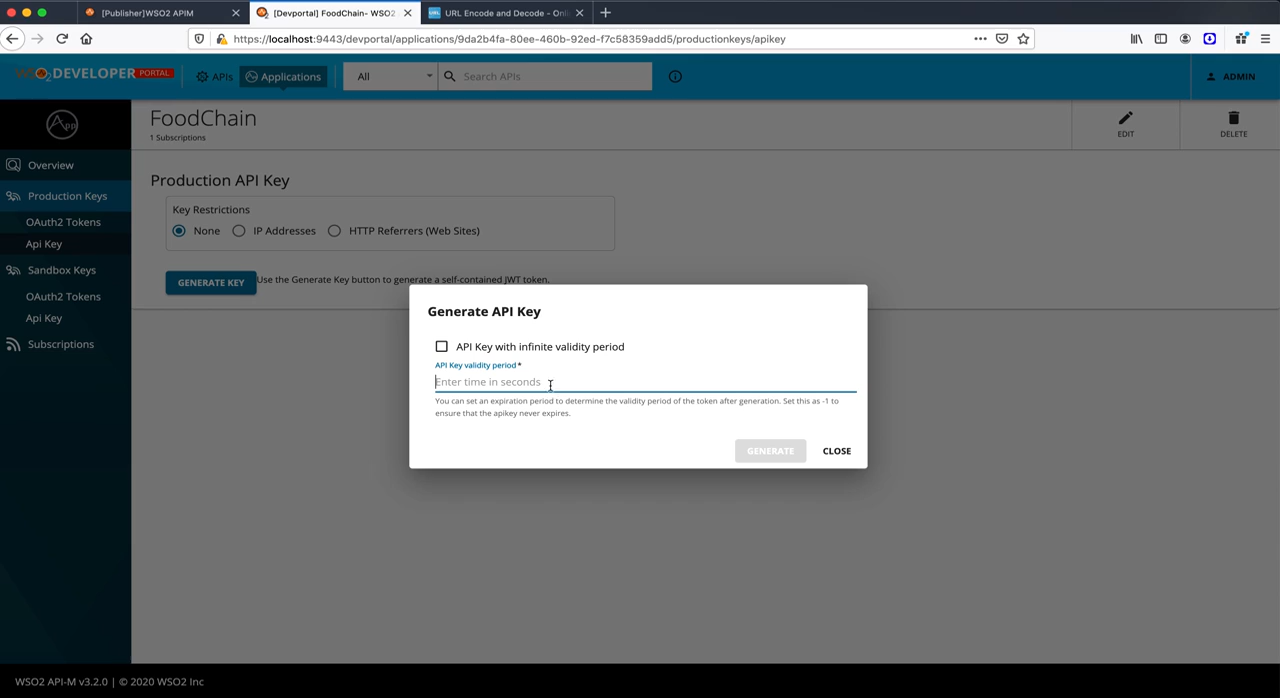 [Publisher]WSO2 APIM
[Devportal] FoodChain- WSO2
URL Encode and Decode - Onli
https://localhost:9443/devportal/applications/9da2b4fa-80ee-460b-92ed-f7c58359add5/productionkeys/apikey
WSO2 DEVELOPER PORTAL
APIs
Applications
All
Search APIs
ADMIN
App
FoodChain
1 Subscriptions
EDIT
DELETE
Overview
Production Keys
OAuth2 Tokens
Api Key
Sandbox Keys
OAuth2 Tokens
Api Key
Subscriptions
Production API Key
Key Restrictions
None
IP Addresses
HTTP Referrers (Web Sites)
GENERATE KEY
Use the Generate Key button to generate a self-contained JWT token.
Generate API Key
API Key with infinite validity period
API Key validity period*
Enter time in seconds
You can set an expiration period to determine the validity period of the token after generation. Set this as -1 to
ensure that the apikey never expires.
GENERATE
CLOSE
WSO2 API-M v3.2.0 | © 2020 WSO2 Inc